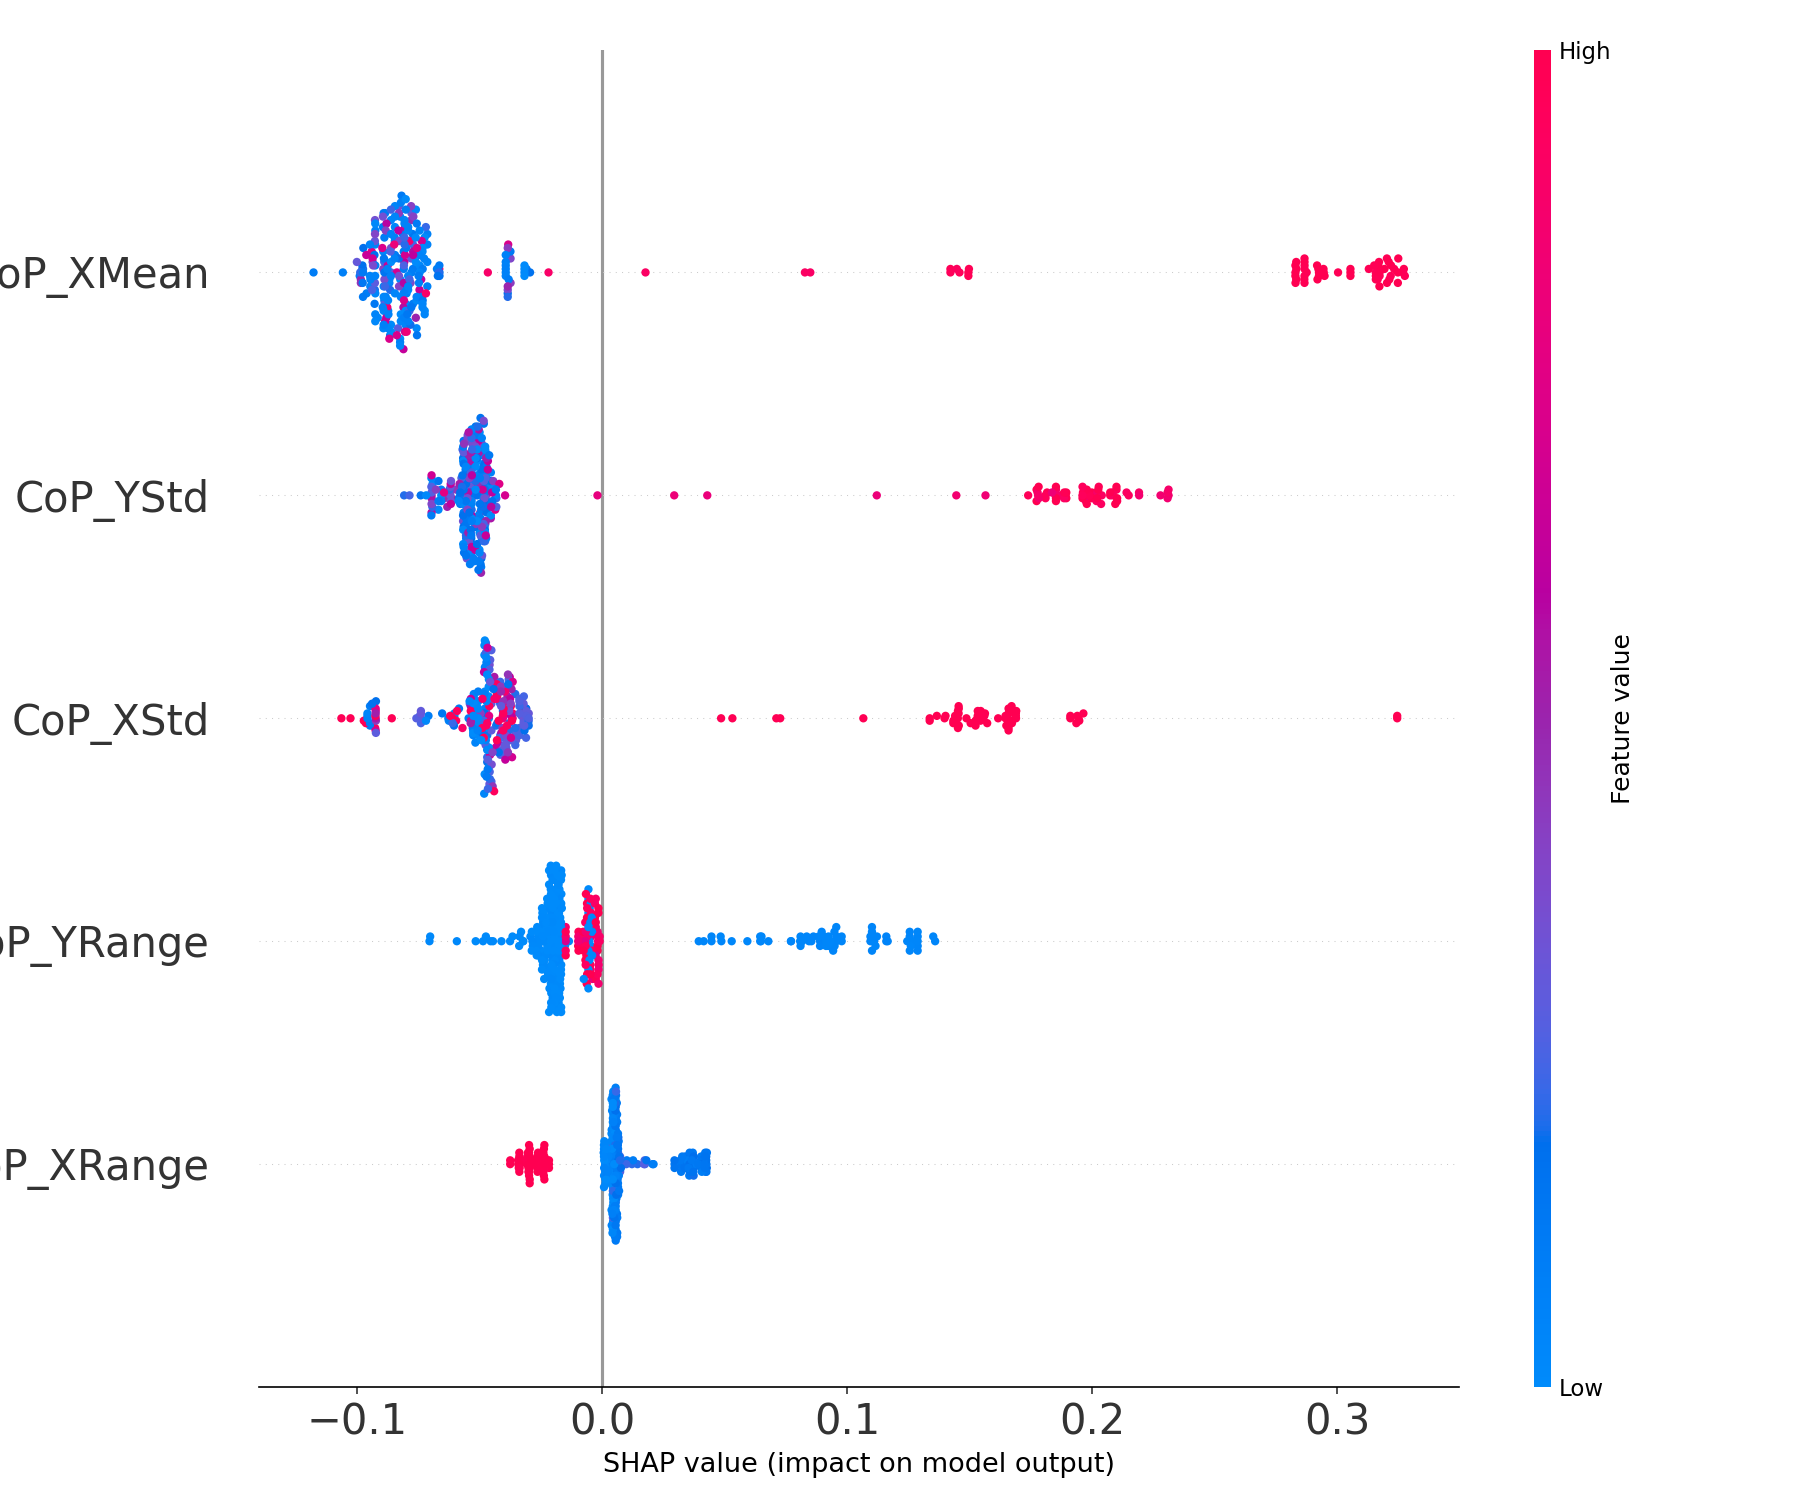 High
oP_XMean
CoP_YStd
CoP_XStd
oP_YRange
oP_XRange
Feature value
Low
−0.1 0.0 0.1 0.2 0.3
SHAP value (impact on model output)